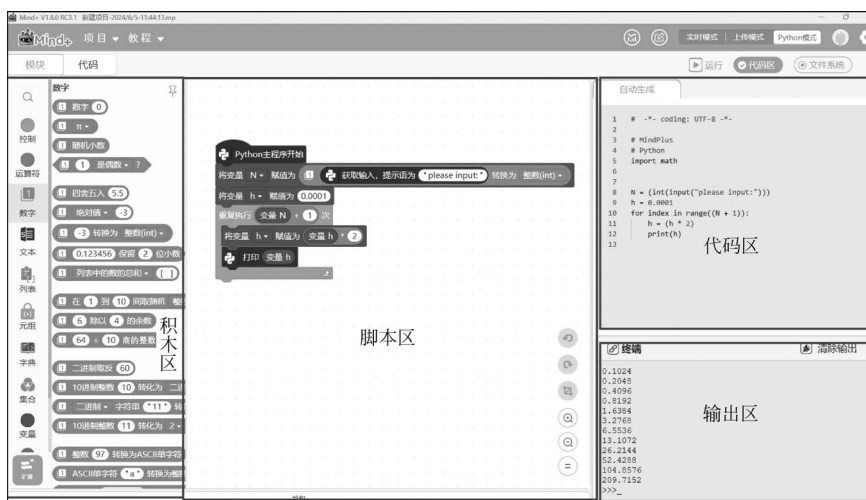 Mind+ V1.8.0 RC3.1 新建项目-2024/6/5-11:44:13.mp
Mind+ 项目 教程
实时模式 上传模式 Python模式
模块 代码
运行 代码区 文件系统
控制
运算符
数字
文本
列表
元组
字典
集合
变量
扩展
数字
数字 0
π
随机小数
1 是偶数 ?
四舍五入 5.5
绝对值 -3
-3 转换为 整数(int)
0.123456 保留 2 位小数
列表中的数的总和 [ ]
在 1 到 10 间取随机 整
6 除以 4 的余数
64 ÷ 10 商的整数
二进制取反 60
10进制整数 10 转化为 二进
二进制 字符串 "11" 转
10进制整数 11 转化为 2
整数 97 转换为ASCII单字符
ASCII单字符 "a" 转换为整
积木区
Python主程序开始
将变量 N 赋值为 获取输入，提示语为 "please input:" 转换为 整数(int)
将变量 h 赋值为 0.0001
重复执行 变量 N + 1 次
将变量 h 赋值为 变量 h * 2
打印 变量 h
脚本区
自动生成
1 # -*- coding: UTF-8 -*-
2
3 # MindPlus
4 # Python
5 import math
6
7
8 N = (int(input("please input:")))
9 h = 0.0001
10 for index in range((N + 1)):
11 h = (h * 2)
12 print(h)
13
代码区
终端 清除输出
0.1024
0.2048
0.4096
0.8192
1.6384
3.2768
6.5536
13.1072
26.2144
52.4288
104.8576
209.7152
>>>_
输出区